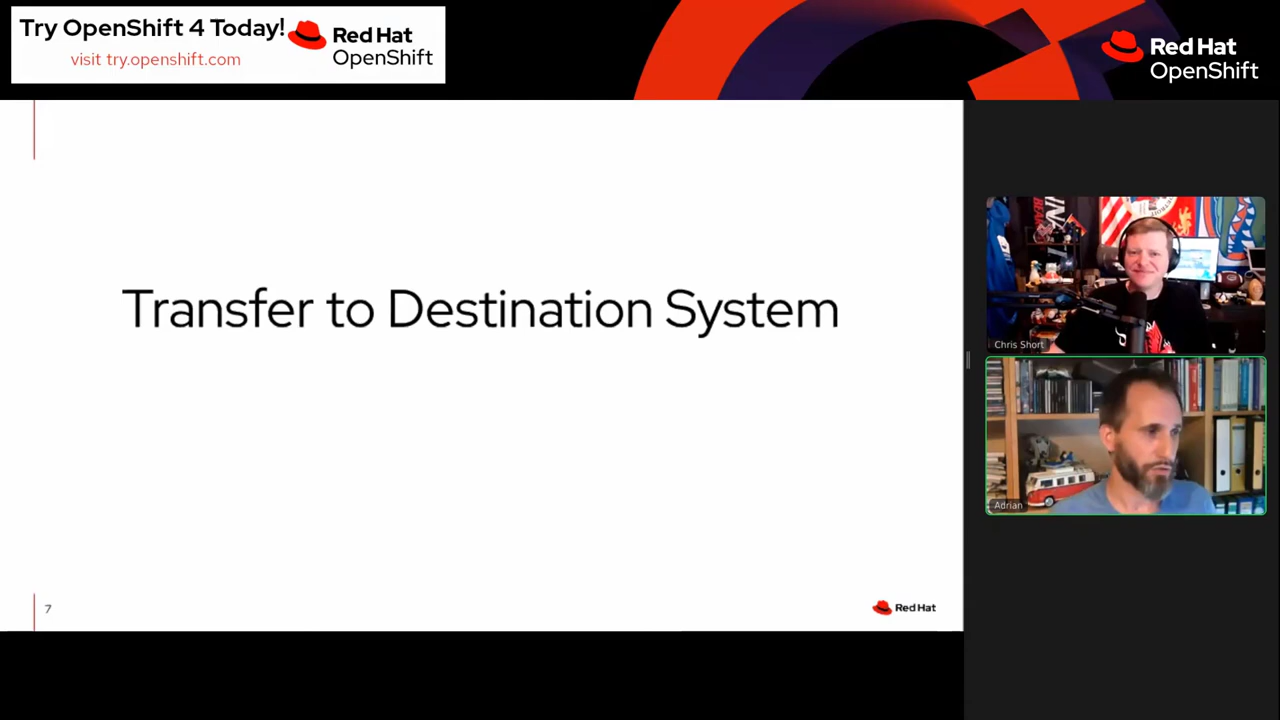 Try OpenShift 4 Today!
visit try.openshift.com
Red Hat
OpenShift
Red Hat
OpenShift
Transfer to Destination System
Chris Short
Adrian
7
Red Hat